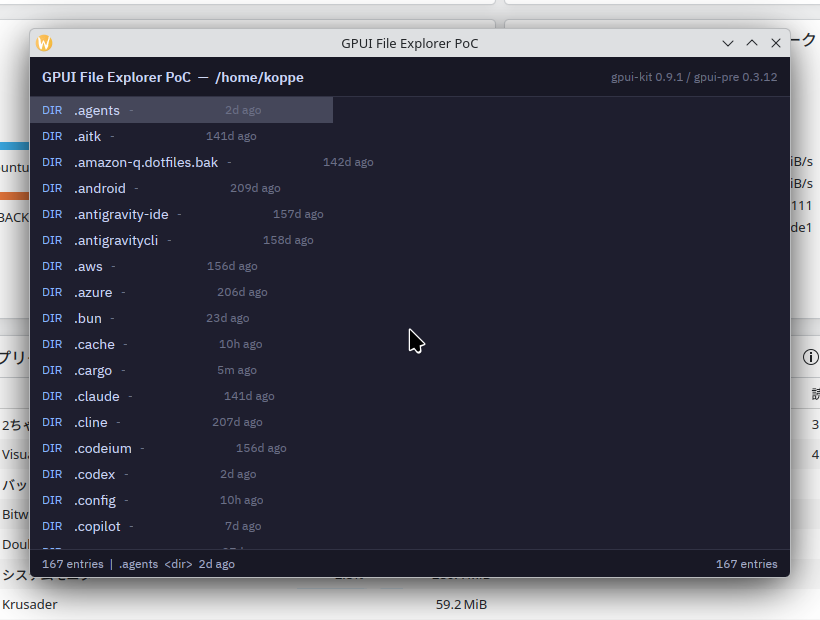 ーク
GPUI File Explorer PoC
GPUI File Explorer PoC — /home/koppe
gpui-kit 0.9.1 / gpui-pre 0.3.12
DIR .agents - 2d ago
DIR .aitk - 141d ago
DIR .amazon-q.dotfiles.bak - 142d ago
DIR .android - 209d ago
DIR .antigravity-ide - 157d ago
DIR .antigravitycli - 158d ago
DIR .aws - 156d ago
DIR .azure - 206d ago
DIR .bun - 23d ago
DIR .cache - 10h ago
DIR .cargo - 5m ago
DIR .claude - 141d ago
DIR .cline - 207d ago
DIR .codeium - 156d ago
DIR .codex - 2d ago
DIR .config - 10h ago
DIR .copilot - 7d ago
167 entries | .agents <dir> 2d ago
167 entries
untu
BACK
iB/s
iB/s
111
de1
プリ
2ちゃ
3
Visu
4
バッ
Bitw
Dou
Krusader
59.2 MiB